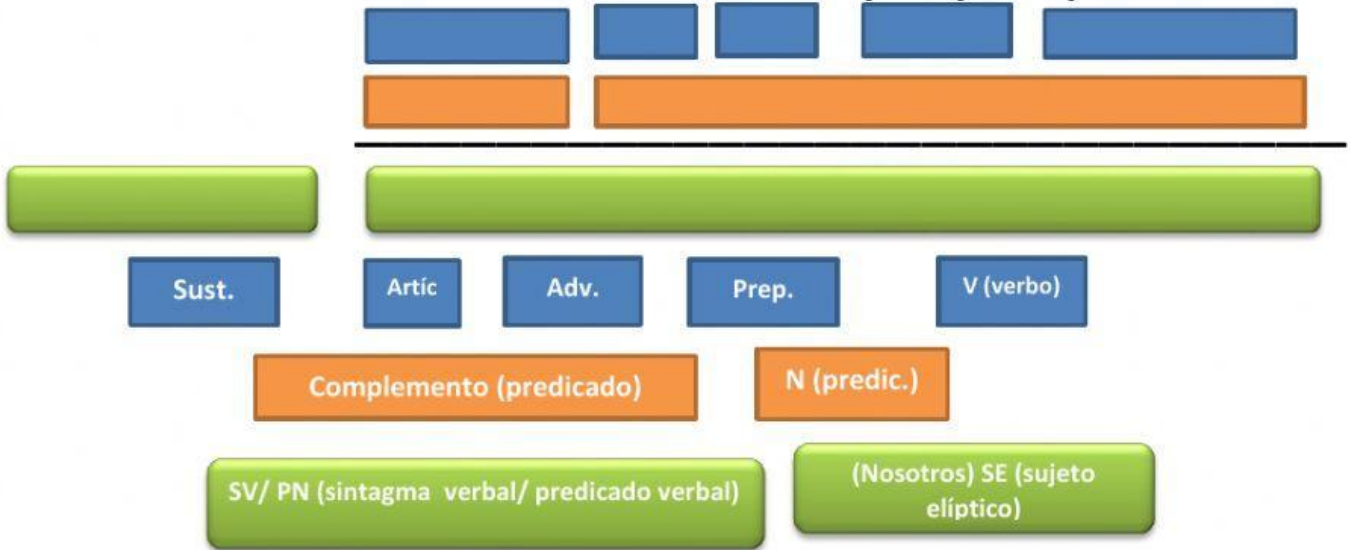 Sust.
Artíc
Adv.
Prep.
V (verbo)
Complemento (predicado)
N (predic.)
SV/ PN (sintagma verbal/ predicado verbal)
(Nosotros) SE (sujeto
elíptico)